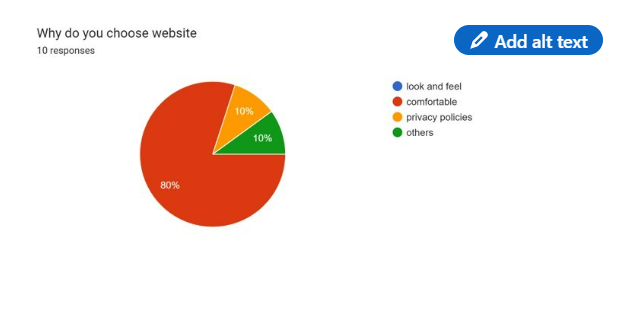 Why do you choose website
10 responses
Add alt text
look and feel
comfortable
privacy policies
others
10%
10%
80%